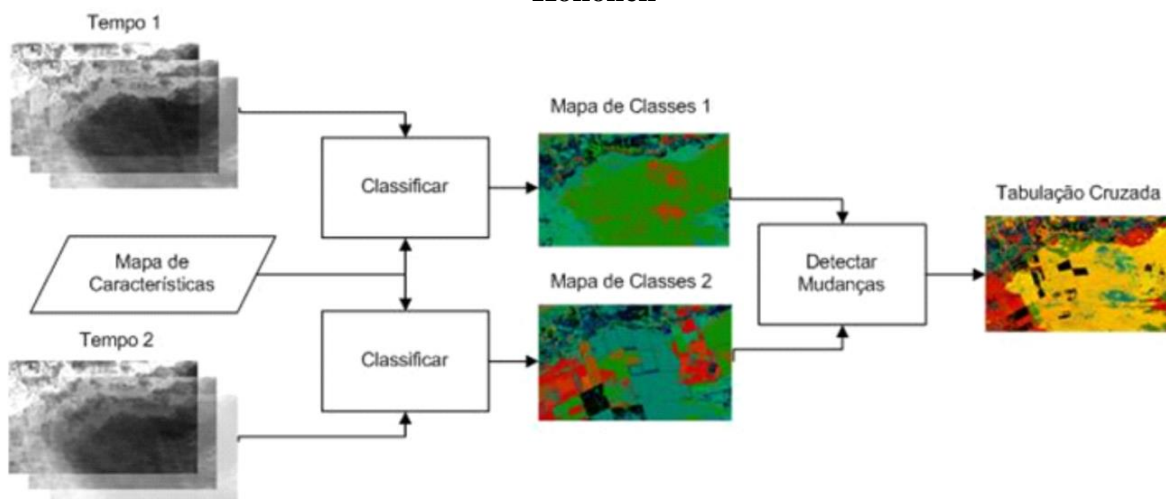 Tempo 1
Mapa de Classes 1
Classificar
Tabulação Cruzada
Mapa de
Características
Mapa de Classes 2
Detectar
Mudanças
Tempo 2
Classificar